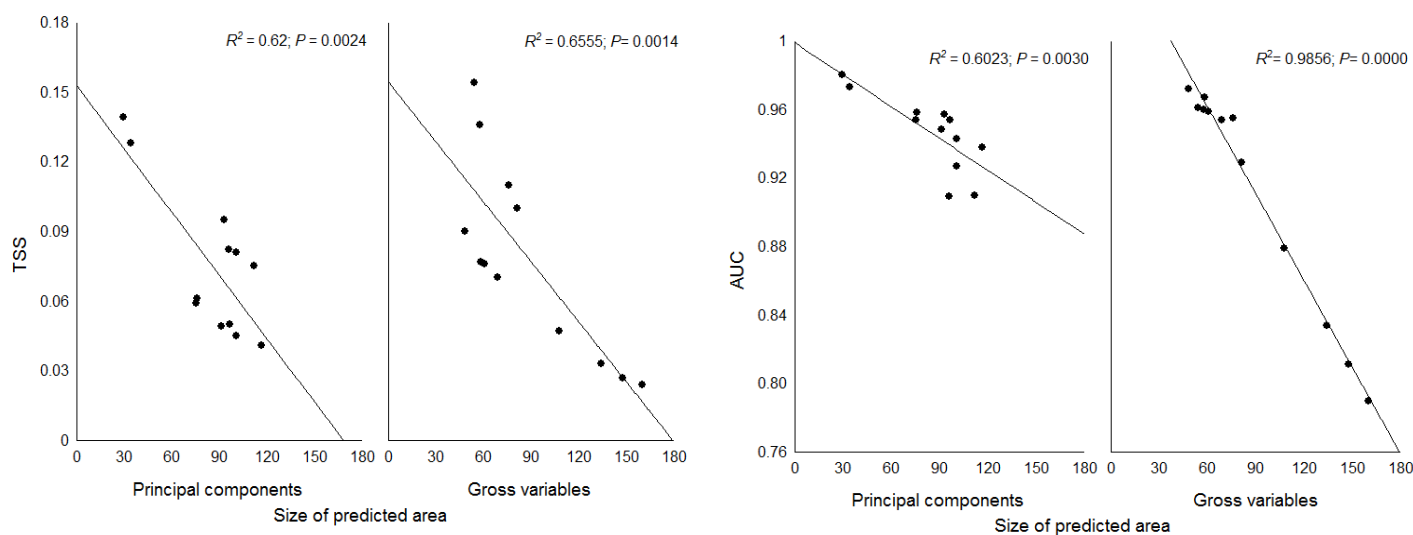 R² = 0.62; P = 0.0024
R² = 0.6555; P= 0.0014
0.18
0.15
0.12
0.09
0.06
0.03
0
TSS
0 30 60 90 120 150 180
0 30 60 90 120 150 180
Principal components
Gross variables
Size of predicted area
R² = 0.6023; P = 0.0030
R²= 0.9856; P= 0.0000
1
0.96
0.92
0.88
0.84
0.80
0.76
AUC
0 30 60 90 120 150 180
0 30 60 90 120 150 180
Principal components
Gross variables
Size of predicted area